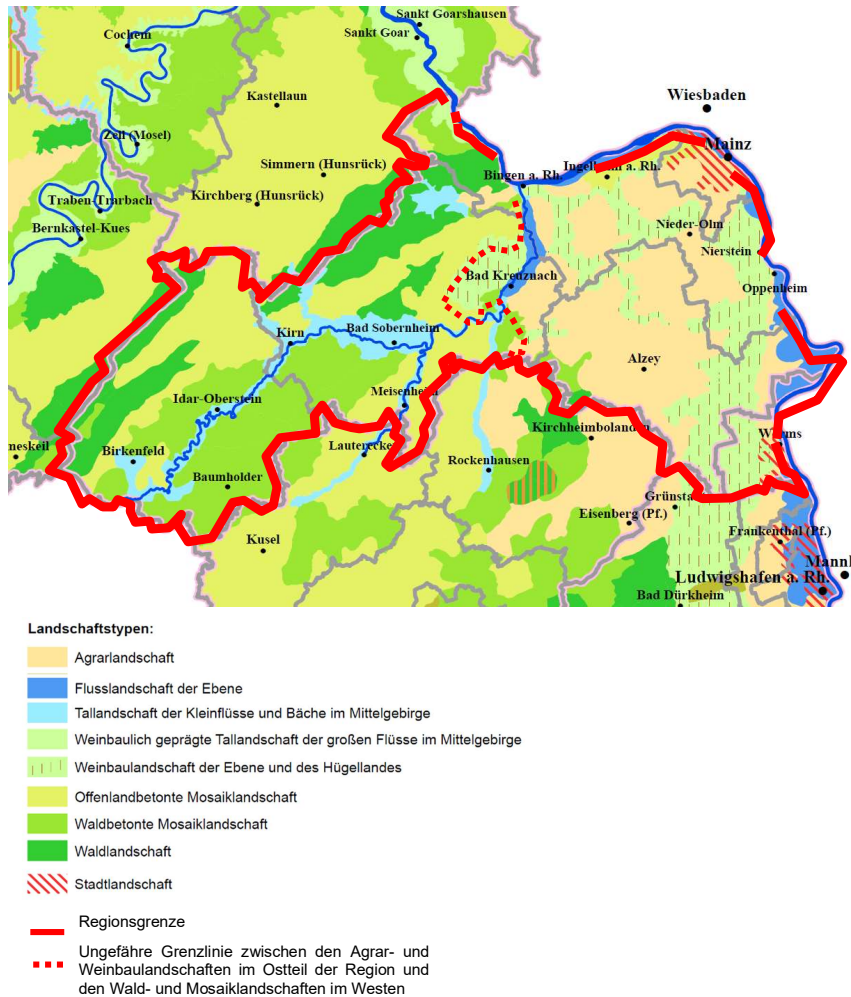 Sankt Goarshausen
Sankt Goar
Cochem
Kastellaun
Wiesbaden
Zell (Mosel)
Mainz
Simmern (Hunsrück)
Bingen a. Rh.
Kirchberg (Hunsrück)
Traben-Trarbach
Nieder-Olm
Bernkastel-Kues
Nierstein
Bad Kreuznach
Oppenheim
Kirn
Bad Sobernheim
Alzey
Meisenheim
Idar-Oberstein
Kirchheimbolanden
Birkenfeld
Rockenhausen
Baumholder
Eisenberg (Pf.)
Kusel
Frankenthal (Pf.)
Ludwigshafen a. Rh.
Bad Dürkheim
Landschaftstypen:
Agrarlandschaft
Flusslandschaft der Ebene
Tallandschaft der Kleinflüsse und Bäche im Mittelgebirge
Weinbaulich geprägte Tallandschaft der großen Flüsse im Mittelgebirge
Weinbaulandschaft der Ebene und des Hügellandes
Offenlandbetonte Mosaiklandschaft
Waldbetonte Mosaiklandschaft
Waldlandschaft
Stadtlandschaft
Regionsgrenze
Ungefähre Grenzlinie zwischen den Agrar- und
Weinbaulandschaften im Ostteil der Region und
den Wald- und Mosaiklandschaften im Westen